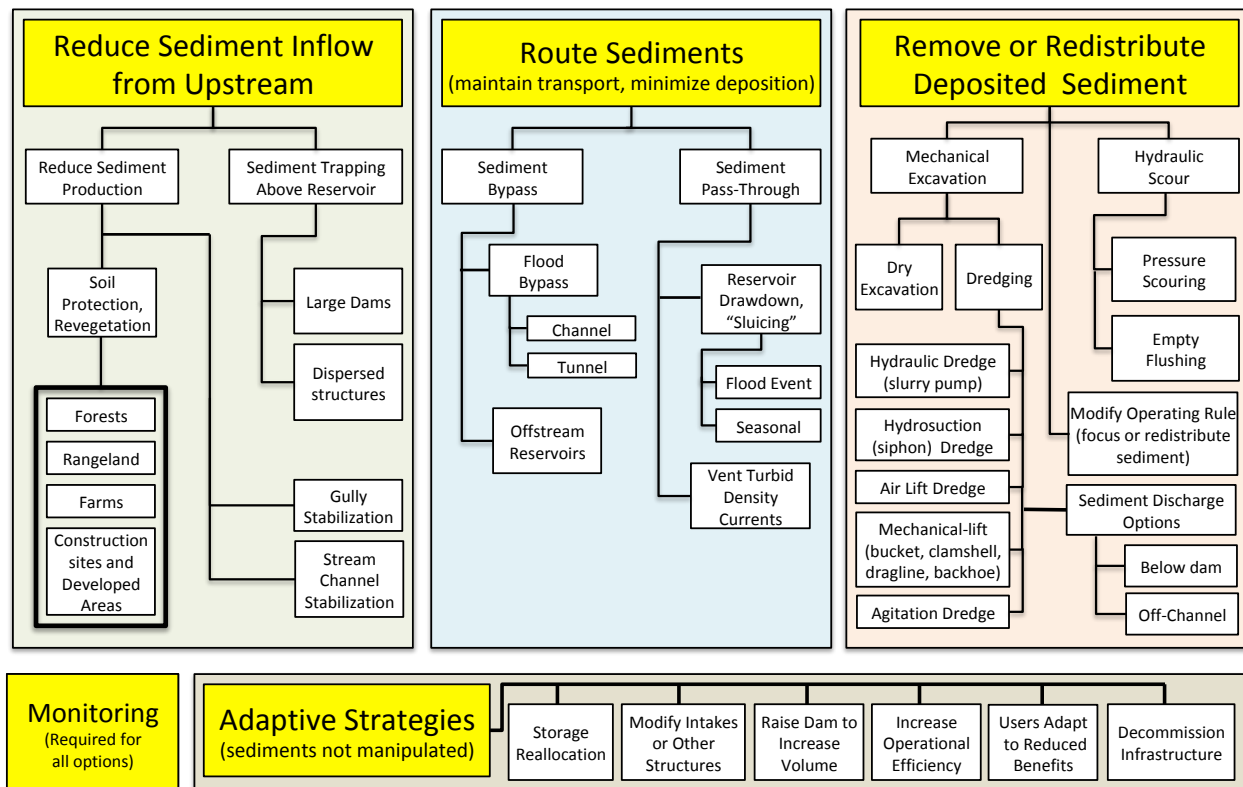 Reduce Sediment Inflow
from Upstream
Reduce Sediment
Production
Sediment Trapping
Above Reservoir
Soil
Protection,
Revegetation
Large Dams
Dispersed
structures
Forests
Rangeland
Farms
Construction
sites and
Developed
Areas
Gully
Stabilization
Stream
Channel
Stabilization
Route Sediments
(maintain transport, minimize deposition)
Sediment
Bypass
Sediment
Pass-Through
Flood
Bypass
Channel
Tunnel
Offstream
Reservoirs
Reservoir
Drawdown,
“Sluicing”
Flood Event
Seasonal
Vent Turbid
Density
Currents
Remove or Redistribute
Deposited Sediment
Mechanical
Excavation
Hydraulic
Scour
Dry
Excavation
Dredging
Pressure
Scouring
Empty
Flushing
Hydraulic Dredge
(slurry pump)
Hydrosuction
(siphon) Dredge
Air Lift Dredge
Mechanical-lift
(bucket, clamshell,
dragline, backhoe)
Agitation Dredge
Modify Operating Rule
(focus or redistribute
sediment)
Sediment Discharge
Options
Below dam
Off-Channel
Monitoring
(Required for
all options)
Adaptive Strategies
(sediments not manipulated)
Storage
Reallocation
Modify Intakes
or Other
Structures
Raise Dam to
Increase
Volume
Increase
Operational
Efficiency
Users Adapt
to Reduced
Benefits
Decommission
Infrastructure